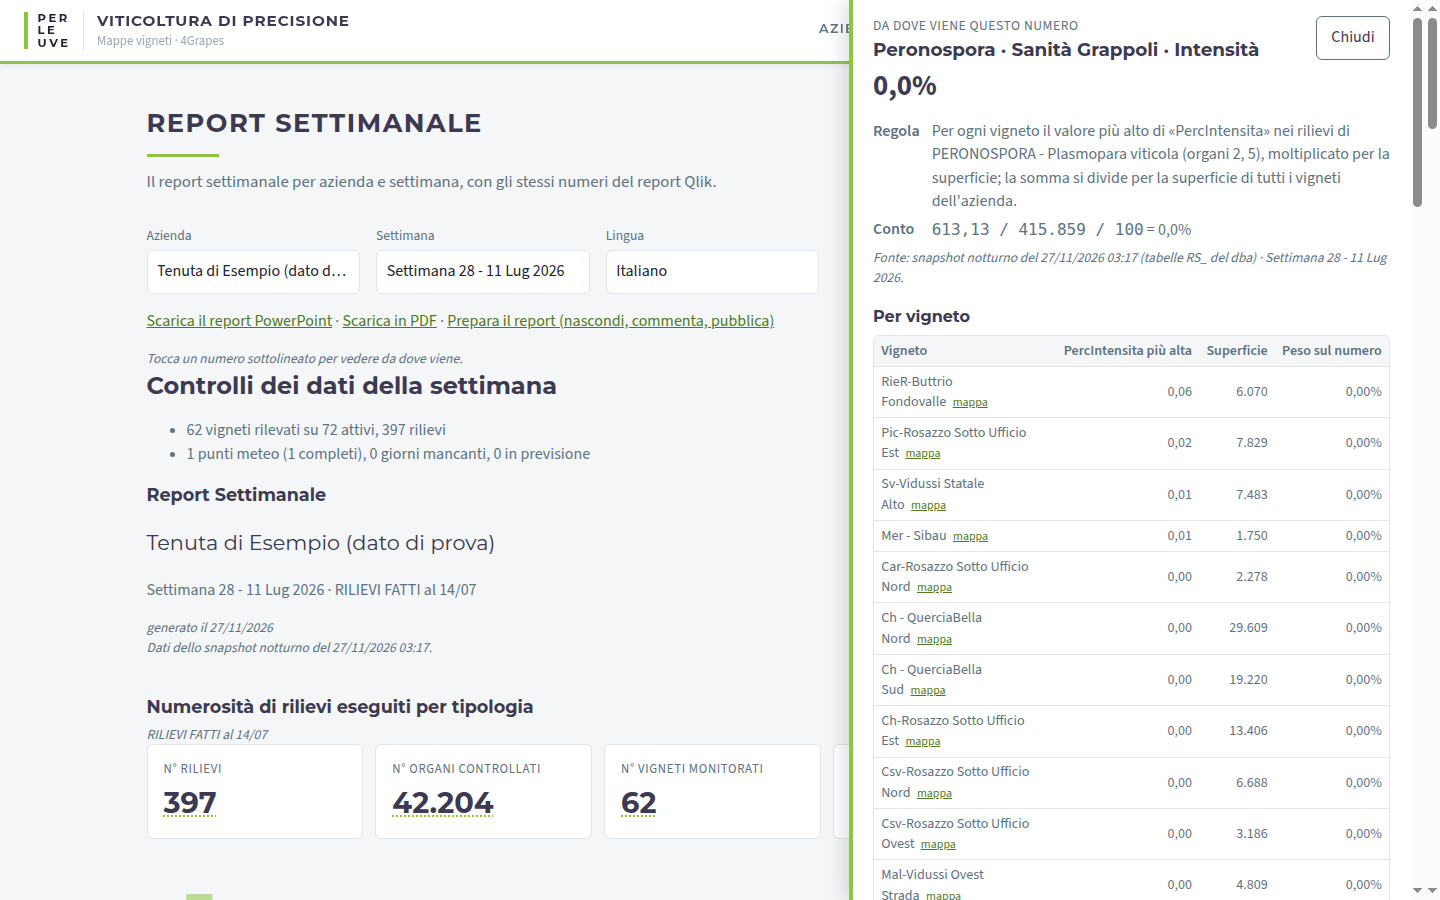 PER
LE
UVE
VITICOLTURA DI PRECISIONE
Mappe vigneti · 4Grapes
REPORT SETTIMANALE
Il report settimanale per azienda e settimana, con gli stessi numeri del report Qlik.
Azienda
Settimana
Lingua
Tenuta di Esempio (dato d…
Settimana 28 - 11 Lug 2026
Italiano
Scarica il report PowerPoint · Scarica in PDF · Prepara il report (nascondi, commenta, pubblica)
Tocca un numero sottolineato per vedere da dove viene.
Controlli dei dati della settimana
• 62 vigneti rilevati su 72 attivi, 397 rilievi
• 1 punti meteo (1 completi), 0 giorni mancanti, 0 in previsione
Report Settimanale
Tenuta di Esempio (dato di prova)
Settimana 28 - 11 Lug 2026 · RILIEVI FATTI al 14/07
generato il 27/11/2026
Dati dello snapshot notturno del 27/11/2026 03:17.
Numerosità di rilievi eseguiti per tipologia
RILIEVI FATTI al 14/07
N° RILIEVI
397
N° ORGANI CONTROLLATI
42.204
N° VIGNETI MONITORATI
62
DA DOVE VIENE QUESTO NUMERO
Peronospora · Sanità Grappoli · Intensità
0,0%
Chiudi
Regola Per ogni vigneto il valore più alto di «PercIntensita» nei rilievi di
PERONOSPORA - Plasmopara viticola (organi 2, 5), moltiplicato per la
superficie; la somma si divide per la superficie di tutti i vigneti
dell'azienda.
Conto 613,13 / 415.859 / 100 = 0,0%
Fonte: snapshot notturno del 27/11/2026 03:17 (tabelle RS_ del dba) · Settimana 28 - 11 Lug
2026.
Per vigneto
Vigneto PercIntensita più alta Superficie Peso sul numero
RieR-Buttrio
Fondovalle mappa 0,06 6.070 0,00%
Pic-Rosazzo Sotto Ufficio
Est mappa 0,02 7.829 0,00%
Sv-Vidussi Statale
Alto mappa 0,01 7.483 0,00%
Mer - Sibau mappa 0,01 1.750 0,00%
Car-Rosazzo Sotto Ufficio
Nord mappa 0,00 2.278 0,00%
Ch - QuerciaBella
Nord mappa 0,00 29.609 0,00%
Ch - QuerciaBella
Sud mappa 0,00 19.220 0,00%
Ch-Rosazzo Sotto Ufficio
Est mappa 0,00 13.406 0,00%
Csv-Rosazzo Sotto Ufficio
Nord mappa 0,00 6.688 0,00%
Csv-Rosazzo Sotto Ufficio
Ovest mappa 0,00 3.186 0,00%
Mal-Vidussi Ovest
Strada mappa 0,00 4.809 0,00%